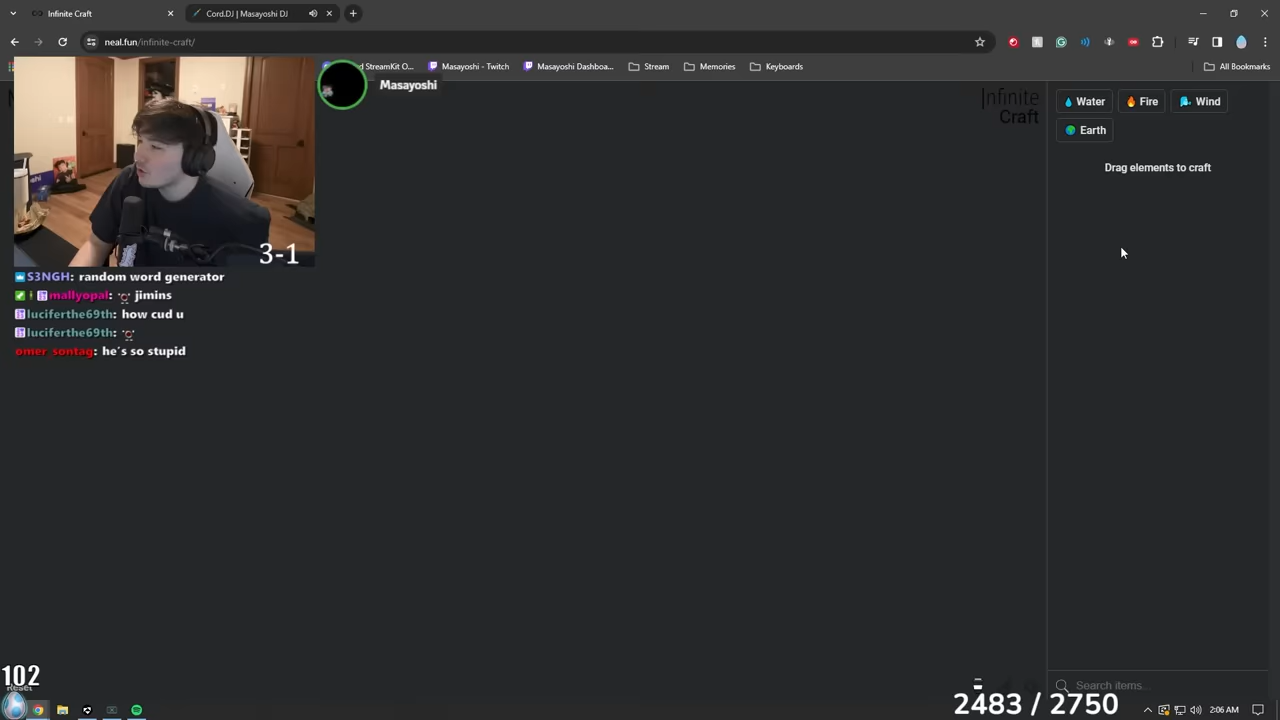 Infinite Craft
Cord.DJ | Masayoshi DJ
neal.fun/infinite-craft/
d StreamKit O...
Masayoshi - Twitch
Masayoshi Dashboa...
Stream
Memories
Keyboards
All Bookmarks
Masayoshi
Infinite
Craft
Water
Fire
Wind
Earth
Drag elements to craft
3-1
S3NGH: random word generator
mallyopal: jimins
luciferthe69th: how cud u
luciferthe69th:
omer_sontag: he's so stupid
102
Reset
Search items...
2483 / 2750
2:06 AM